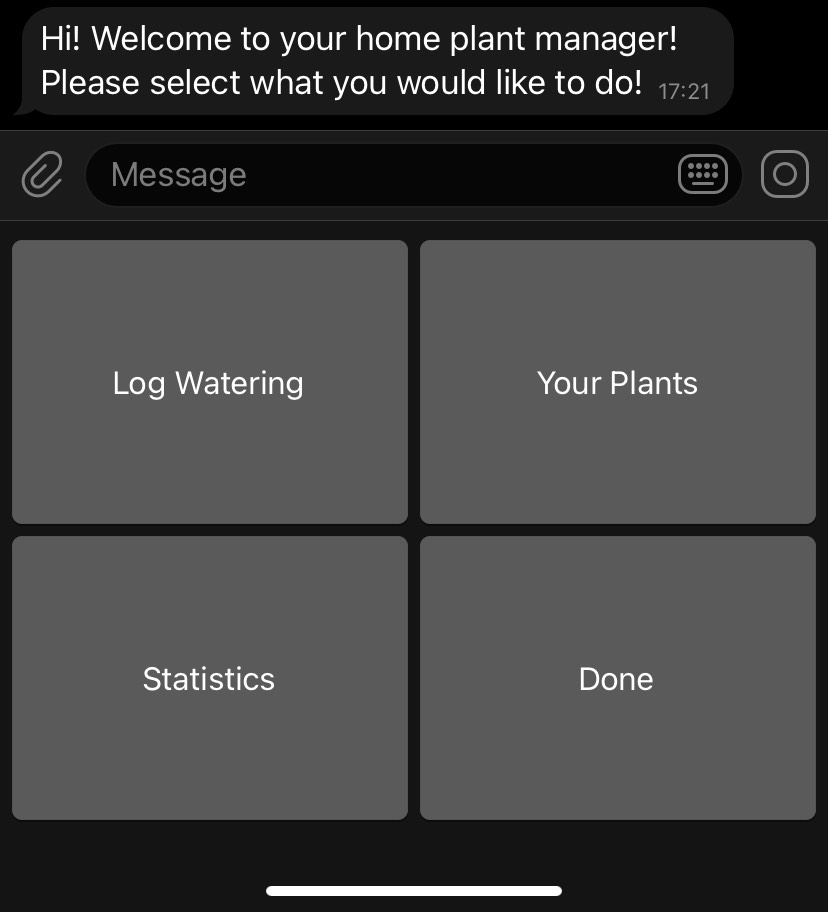 Hi! Welcome to your home plant manager!
Please select what you would like to do! 17:21
Message
Log Watering
Your Plants
Statistics
Done